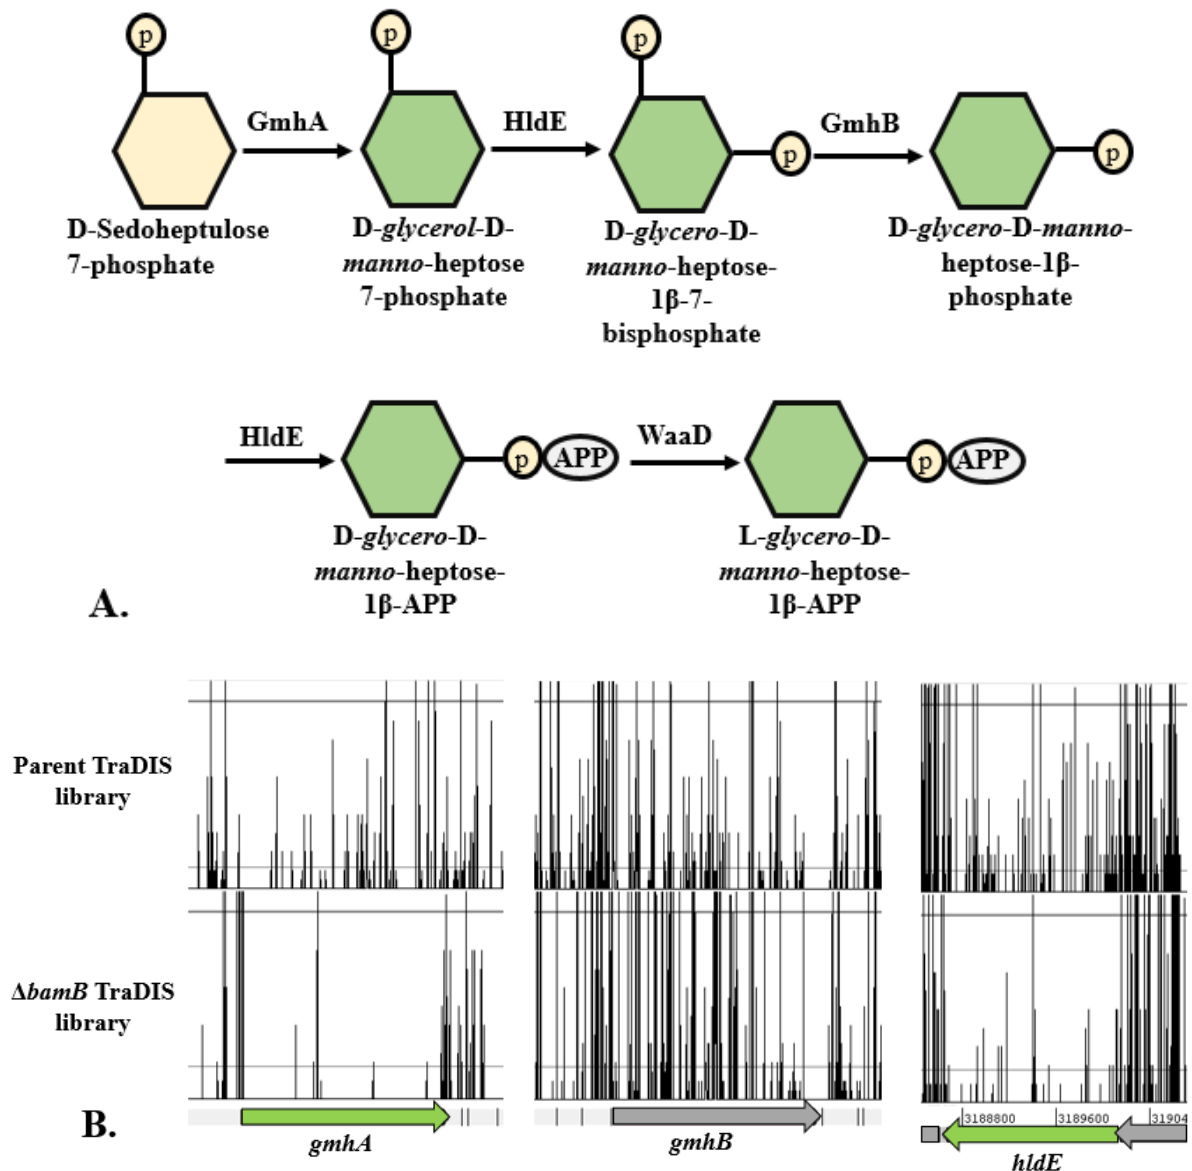 p
p
p
GmhA
HldE
GmhB
p
p
D-Sedoheptulose
7-phosphate
D-glycerol-D-
manno-heptose
7-phosphate
D-glycero-D-
manno-heptose-
1β-7-
bisphosphate
D-glycero-D-manno-
heptose-1β-
phosphate
HldE
p
APP
WaaD
p
APP
D-glycero-D-
manno-heptose-
1β-APP
L-glycero-D-
manno-heptose-
1β-APP
A.
Parent TraDIS
library
ΔbamB TraDIS
library
B.
gmhA
gmhB
3188800
3189600
31904
hldE